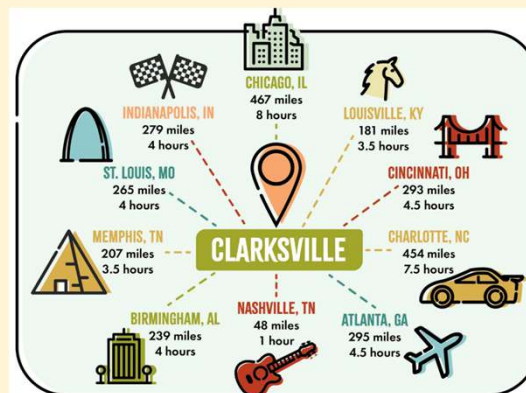 CHICAGO, IL
467 miles
8 hours
INDIANAPOLIS, IN
279 miles
4 hours
LOUISVILLE, KY
181 miles
3.5 hours
ST. LOUIS, MO
265 miles
4 hours
CINCINNATI, OH
293 miles
4.5 hours
MEMPHIS, TN
207 miles
3.5 hours
CLARKSVILLE
CHARLOTTE, NC
454 miles
7.5 hours
BIRMINGHAM, AL
239 miles
4 hours
NASHVILLE, TN
48 miles
1 hour
ATLANTA, GA
295 miles
4.5 hours